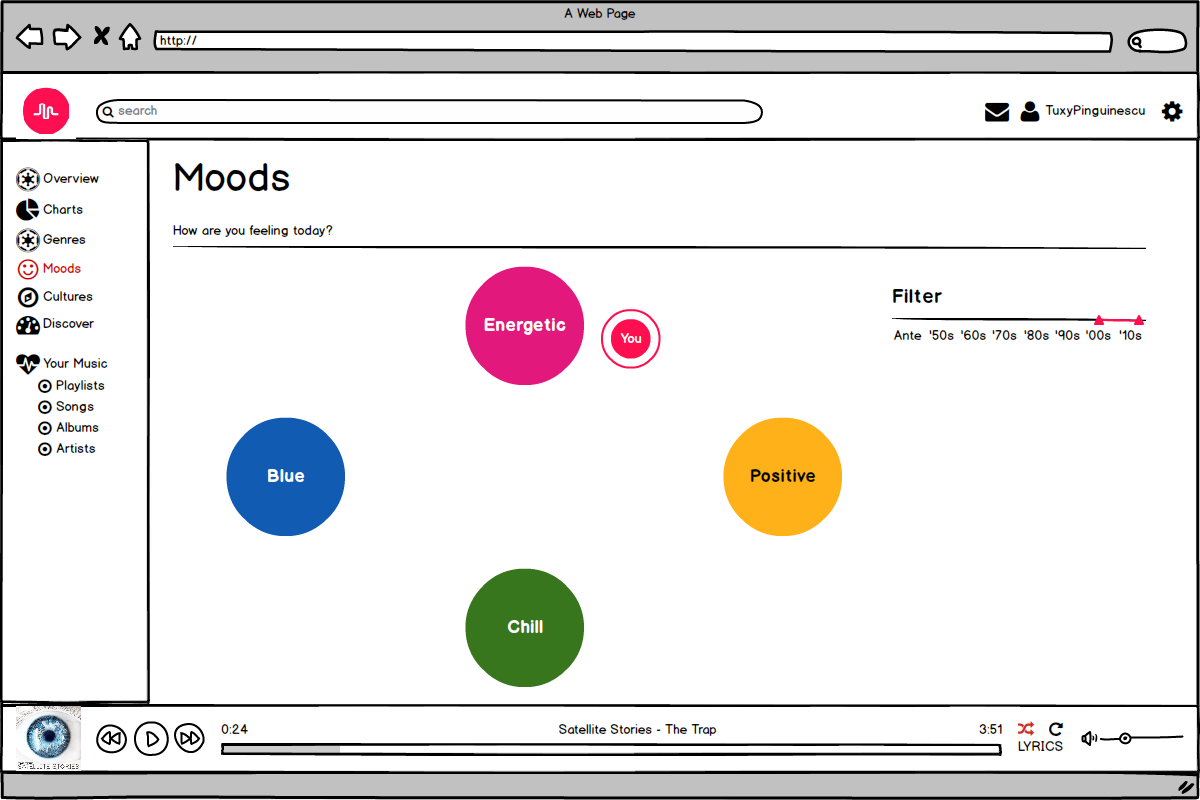 A Web Page
http://
search
TuxyPinguinescu
Overview
Charts
Genres
Moods
Cultures
Discover
Your Music
Playlists
Songs
Albums
Artists
Moods
How are you feeling today?
Energetic
You
Blue
Positive
Chill
Filter
Ante '50s '60s '70s '80s '90s '00s '10s
SATELLITE STORIES
0:24
Satellite Stories - The Trap
3:51
LYRICS